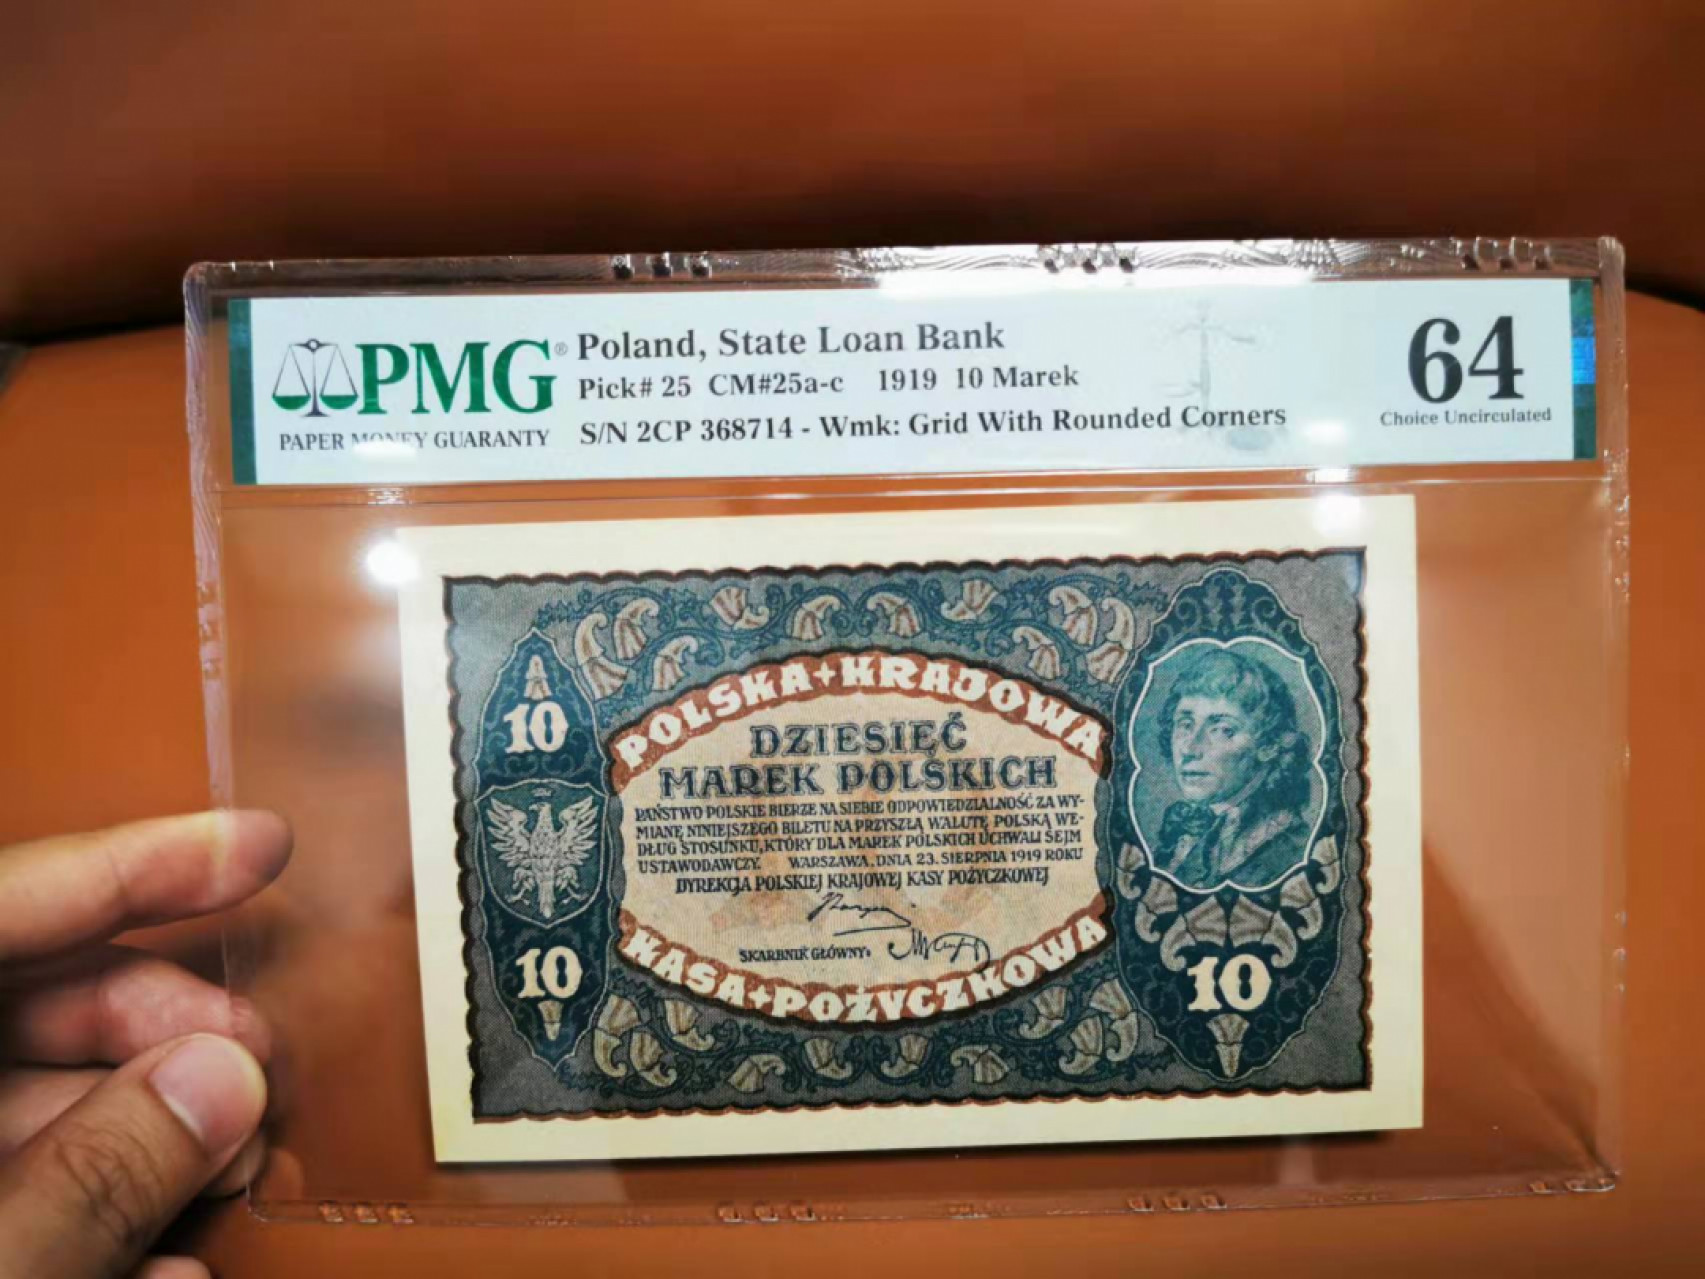 PMG®
PAPER MONEY GUARANTY
Poland, State Loan Bank
Pick# 25 CM#25a-c 1919 10 Marek
S/N 2CP 368714 - Wmk: Grid With Rounded Corners
64
Choice Uncirculated
10
POLSKA+KRAJOWA
DZIESIĘĆ
MAREK POLSKICH
PAŃSTWO POLSKIE BIERZE NA SIEBIE ODPOWIEDZIALNOŚĆ ZA WY-
MIANĘ NINIEJSZEGO BILETU NA PRZYSZŁĄ WALUTĘ POLSKĄ WE-
DŁUG STOSUNKU, KTÓRY DLA MAREK POLSKICH UCHWALI SEJM
USTAWODAWCZY. WARSZAWA, DNIA 23. SIERPNIA 1919 ROKU
DYREKCJA POLSKIEJ KRAJOWEJ KASY POŻYCZKOWEJ
SKARBNIK GŁÓWNY:
KASA+POŻYCZKOWA
10
10